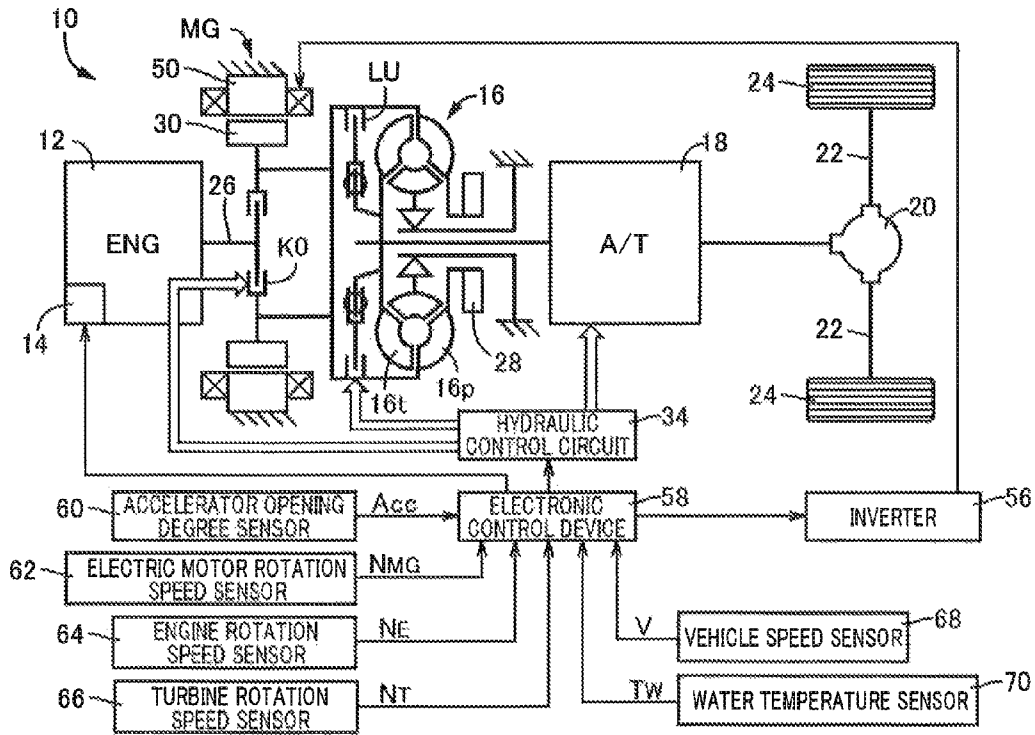 10
MG
50
LU
16
24
30
12
18
22
26
20
ENG
K0
A/T
14
28
22
16t
16p
24
HYDRAULIC
CONTROL CIRCUIT
34
60
ACCELERATOR OPENING
DEGREE SENSOR
Acc
ELECTRONIC
CONTROL DEVICE
58
INVERTER
56
62
ELECTRIC MOTOR ROTATION
SPEED SENSOR
NMG
64
ENGINE ROTATION
SPEED SENSOR
NE
V
VEHICLE SPEED SENSOR
68
66
TURBINE ROTATION
SPEED SENSOR
NT
TW
WATER TEMPERATURE SENSOR
70